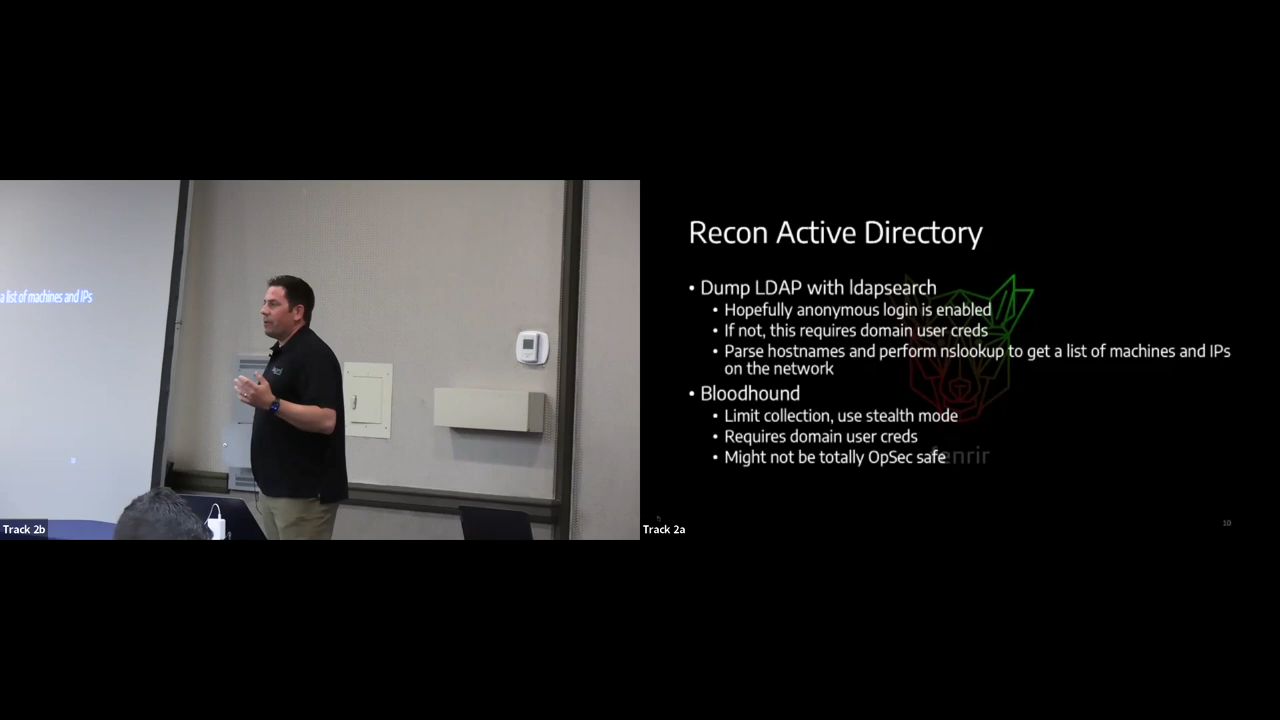 a list of machines and IPs
Track 2b
Recon Active Directory
• Dump LDAP with ldapsearch
• Hopefully anonymous login is enabled
• If not, this requires domain user creds
• Parse hostnames and perform nslookup to get a list of machines and IPs
on the network
• Bloodhound
• Limit collection, use stealth mode
• Requires domain user creds
• Might not be totally OpSec safe
enrir
10
Track 2a